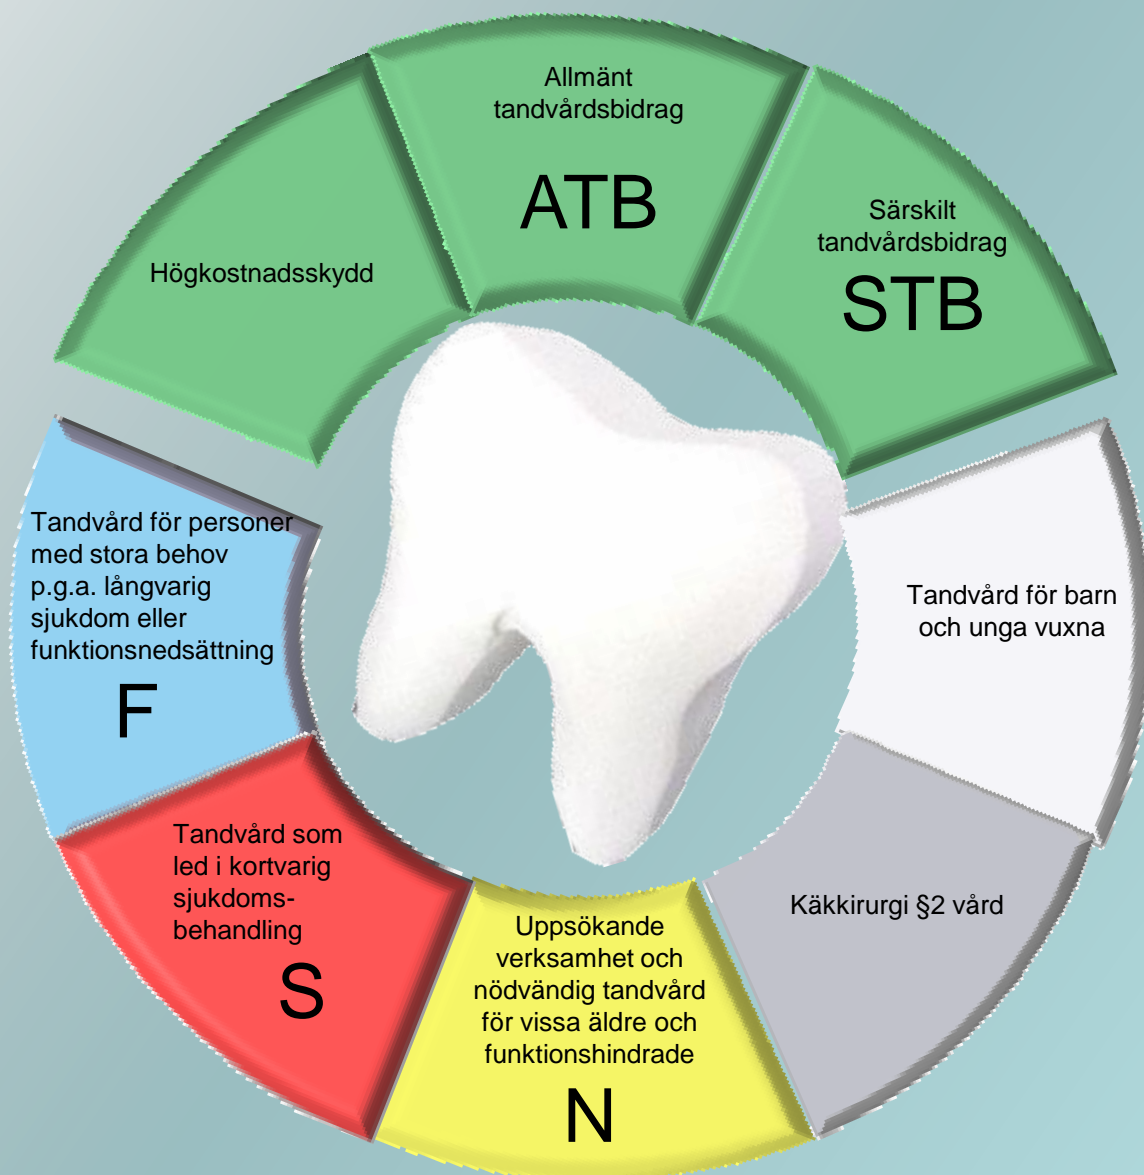 Allmänt
tandvårdsbidrag
ATB
Särskilt
tandvårdsbidrag
STB
Högkostnadsskydd
Tandvård för personer
med stora behov
p.g.a. långvarig
sjukdom eller
funktionsnedsättning
F
Tandvård för barn
och unga vuxna
Tandvård som
led i kortvarig
sjukdoms-
behandling
S
Käkkirurgi §2 vård
Uppsökande
verksamhet och
nödvändig tandvård
för vissa äldre och
funktionshindrade
N